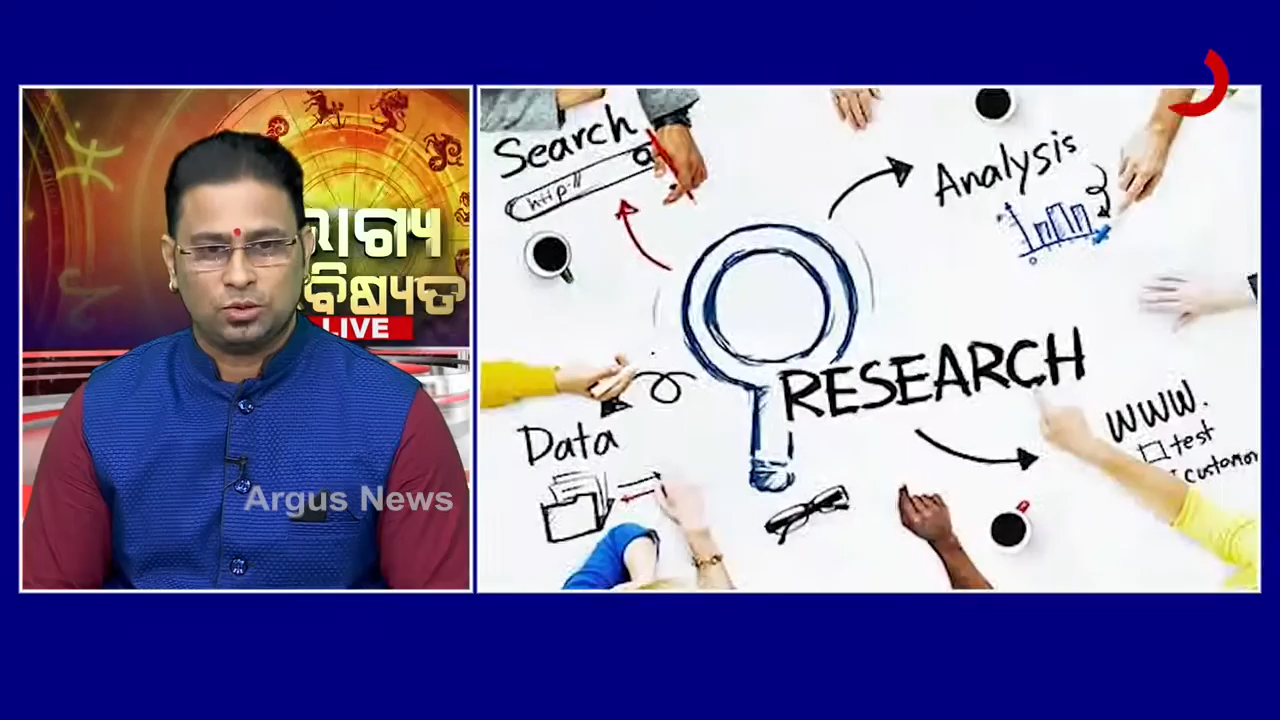 ଭାଗ୍ୟ
ଭବିଷ୍ୟତ
LIVE
Argus News
Search
http://
Analysis
RESEARCH
Data
www.
test
customer